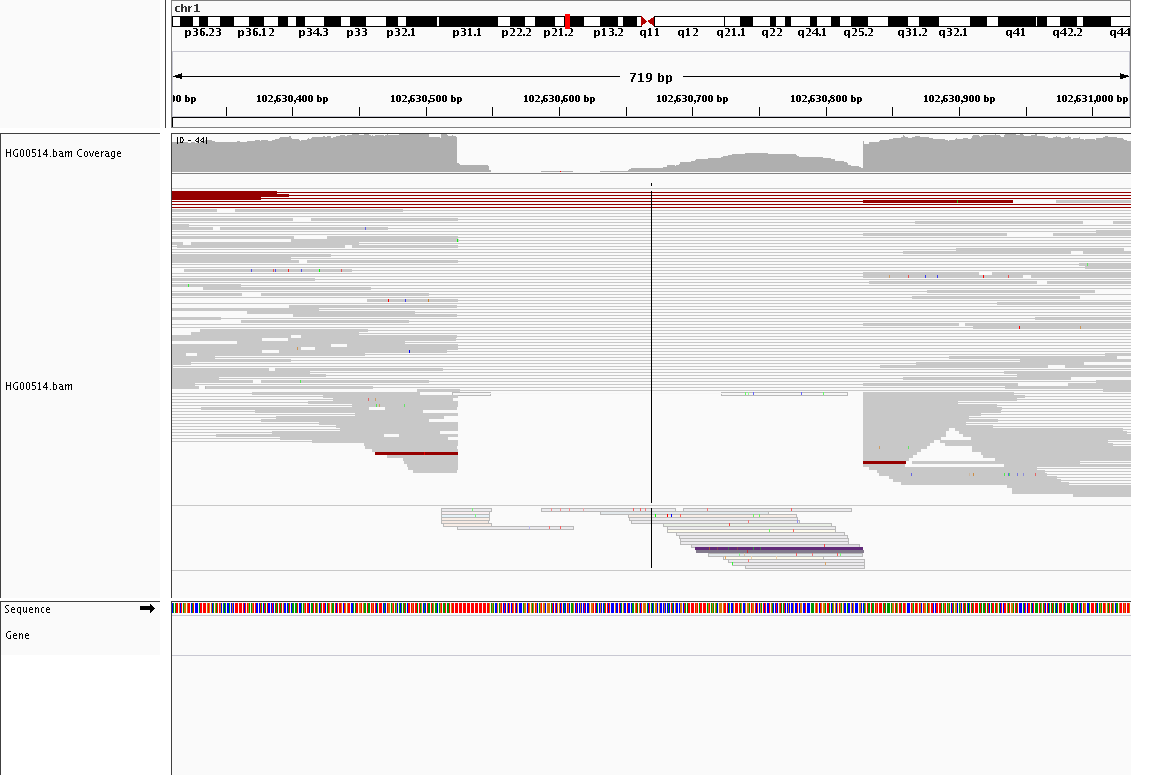 chr1
p36.23 p36.12 p34.3 p33 p32.1 p31.1 p22.2 p21.2 p13.2 q11 q12 q21.1 q22 q24.1 q25.2 q31.2 q32.1 q41 q42.2 q44
719 bp
00 bp 102,630,400 bp 102,630,500 bp 102,630,600 bp 102,630,700 bp 102,630,800 bp 102,630,900 bp 102,631,000 bp
[0 - 44]
HG00514.bam Coverage
HG00514.bam
Sequence
Gene